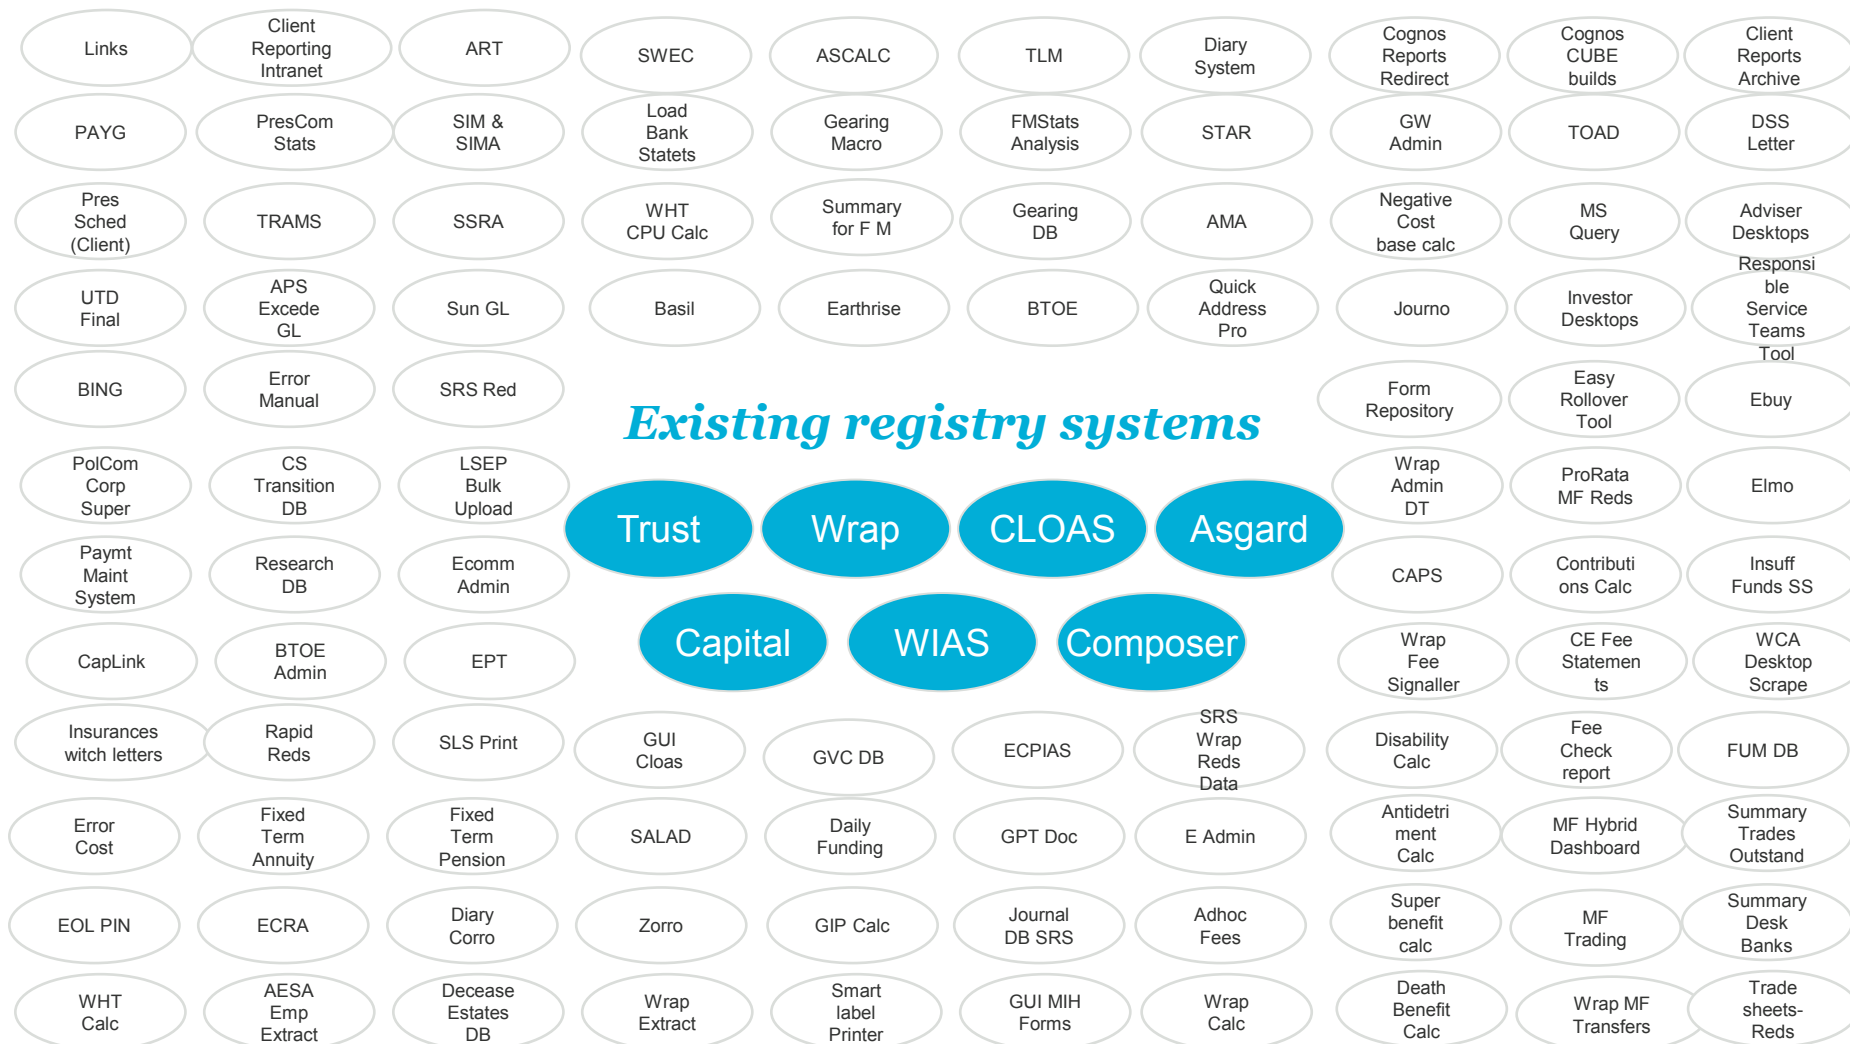 Links
Client
Reporting
Intranet
ART
SWEC
ASCALC
TLM
Diary
System
Cognos
Reports
Redirect
Cognos
CUBE
builds
Client
Reports
Archive
PAYG
PresCom
Stats
SIM &
SIMA
Load
Bank
Statets
Gearing
Macro
FMStats
Analysis
STAR
GW
Admin
TOAD
DSS
Letter
Pres
Sched
(Client)
TRAMS
SSRA
WHT
CPU Calc
Summary
for F M
Gearing
DB
AMA
Negative
Cost
base calc
MS
Query
Adviser
Desktops
UTD
Final
APS
Excede
GL
Sun GL
Basil
Earthrise
BTOE
Quick
Address
Pro
Journo
Investor
Desktops
Responsi
ble
Service
Teams
Tool
BING
Error
Manual
SRS Red
Form
Repository
Easy
Rollover
Tool
Ebuy
Existing registry systems
PolCom
Corp
Super
CS
Transition
DB
LSEP
Bulk
Upload
Trust
Wrap
CLOAS
Asgard
Wrap
Admin
DT
ProRata
MF Reds
Elmo
Paymt
Maint
System
Research
DB
Ecomm
Admin
CAPS
Contributi
ons Calc
Insuff
Funds SS
CapLink
BTOE
Admin
EPT
Capital
WIAS
Composer
Wrap
Fee
Signaller
CE Fee
Statemen
ts
WCA
Desktop
Scrape
Insurances
witch letters
Rapid
Reds
SLS Print
GUI
Cloas
GVC DB
ECPIAS
SRS
Wrap
Reds
Data
Disability
Calc
Fee
Check
report
FUM DB
Error
Cost
Fixed
Term
Annuity
Fixed
Term
Pension
SALAD
Daily
Funding
GPT Doc
E Admin
Antidetri
ment
Calc
MF Hybrid
Dashboard
Summary
Trades
Outstand
EOL PIN
ECRA
Diary
Corro
Zorro
GIP Calc
Journal
DB SRS
Adhoc
Fees
Super
benefit
calc
MF
Trading
Summary
Desk
Banks
WHT
Calc
AESA
Emp
Extract
Decease
Estates
DB
Wrap
Extract
Smart
label
Printer
GUI MIH
Forms
Wrap
Calc
Death
Benefit
Calc
Wrap MF
Transfers
Trade
sheets-
Reds